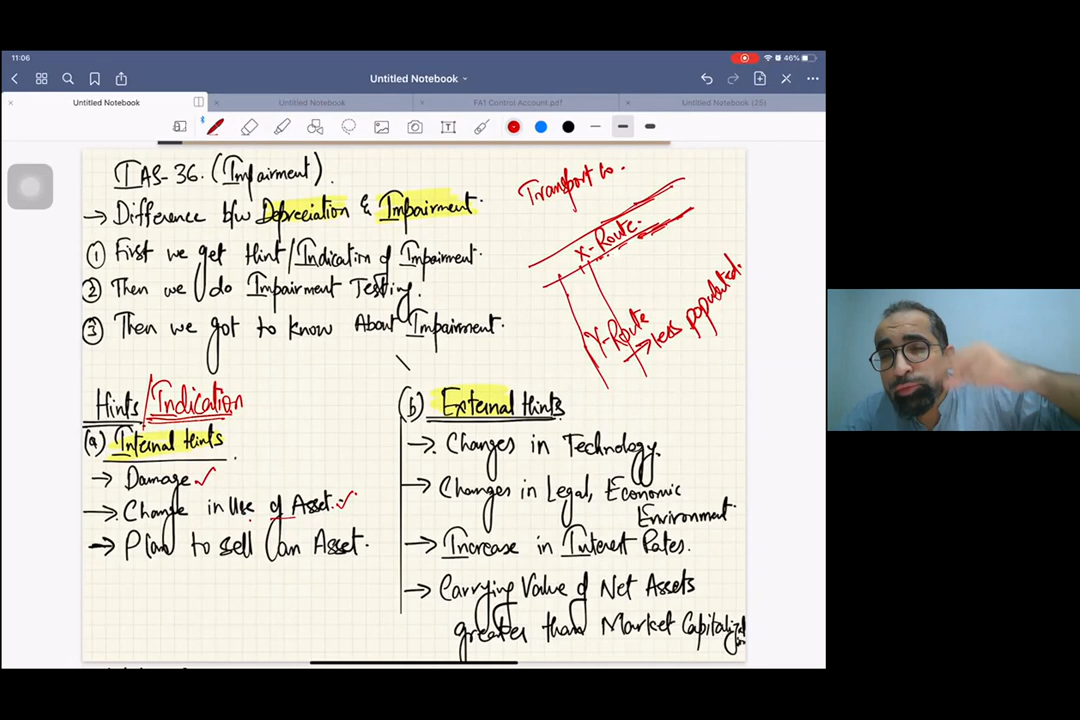 11:06
46%
Untitled Notebook
Untitled Notebook
Untitled Notebook
FA1 Control Account.pdf
Untitled Notebook (25)
IAS-36. (Impairment).
→ Difference b/w Depreciation & Impairment.
① First we get Hint/Indication of Impairment.
② Then we do Impairment Testing.
③ Then we got to know About Impairment.
Transport Co.
X-Route.
Y-Route
→ less populated.
Hints/Indication
(a) Internal Hints
→ Damage ✓
→ Change in Use of Asset. ✓
→ Plan to sell an Asset.
(b) External Hints
→ Changes in Technology.
→ Changes in Legal, Economic
Environment.
→ Increase in Interest Rates.
→ Carrying Value of Net Assets
greater than Market Capitalization